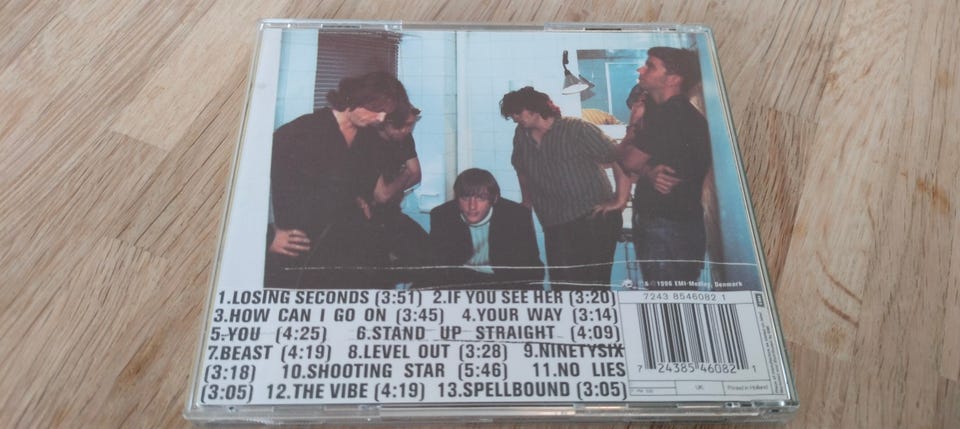 ℗ & © 1996 EMI-Medley, Denmark
7243 8546082 1
1.LOSING SECONDS (3:51) 2.IF YOU SEE HER (3:20)
3.HOW CAN I GO ON (3:45) 4.YOUR WAY (3:14)
5.YOU (4:25) 6.STAND UP STRAIGHT (4:09)
7.BEAST (4:19) 8.LEVEL OUT (3:28) 9.NINETYSIX
(3:18) 10.SHOOTING STAR (5:46) 11.NO LIES
(3:05) 12.THE VIBE (4:19) 13.SPELLBOUND (3:05)
7 24385 46082 1
UK:
Printed in Holland